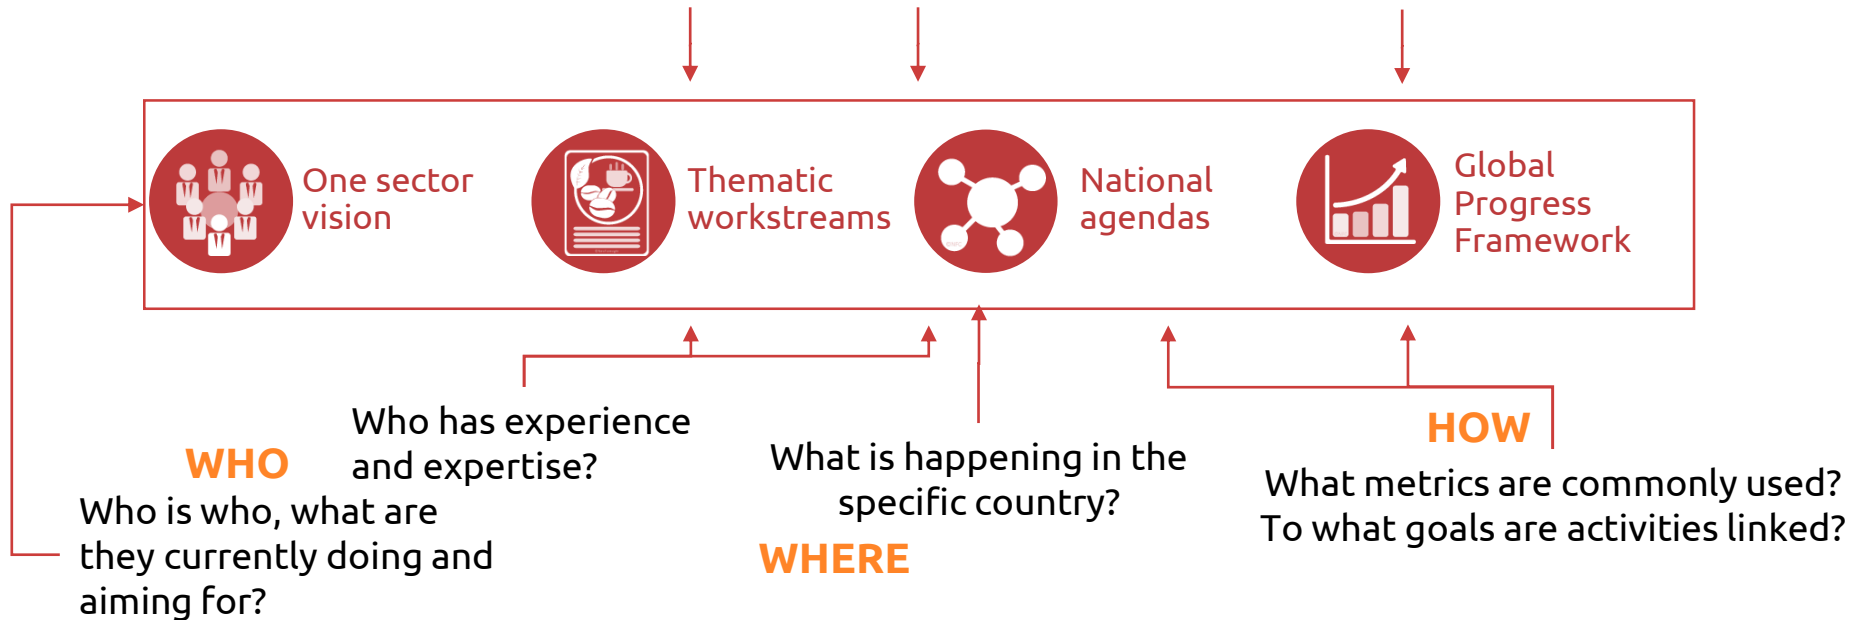 One sector
vision
Thematic
workstreams
National
agendas
Global
Progress
Framework
WHO
Who is who, what are
they currently doing and
aiming for?
Who has experience
and expertise?
What is happening in the
specific country?
WHERE
HOW
What metrics are commonly used?
To what goals are activities linked?